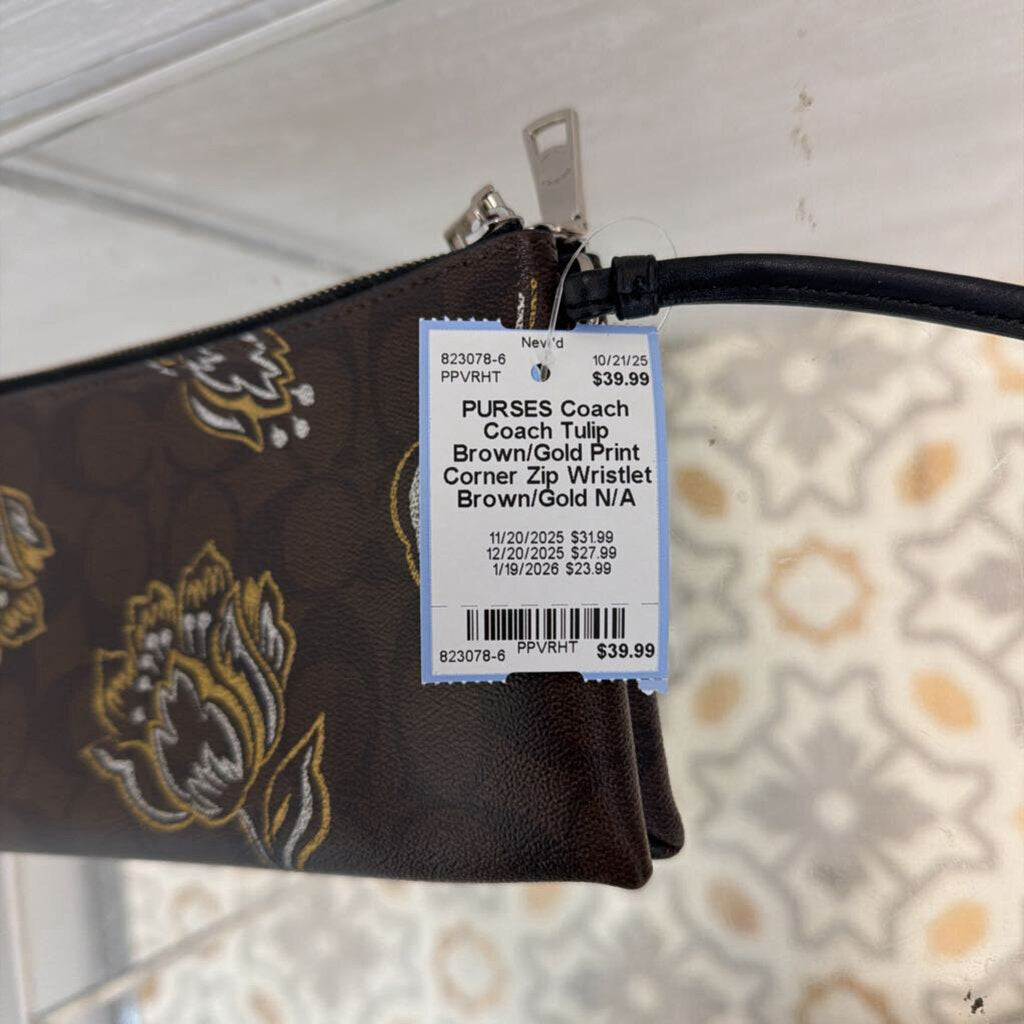 New'd
823078-6 10/21/25
PPVRHT $39.99
PURSES Coach
Coach Tulip
Brown/Gold Print
Corner Zip Wristlet
Brown/Gold N/A
11/20/2025 $31.99
12/20/2025 $27.99
1/19/2026 $23.99
823078-6 PPVRHT $39.99